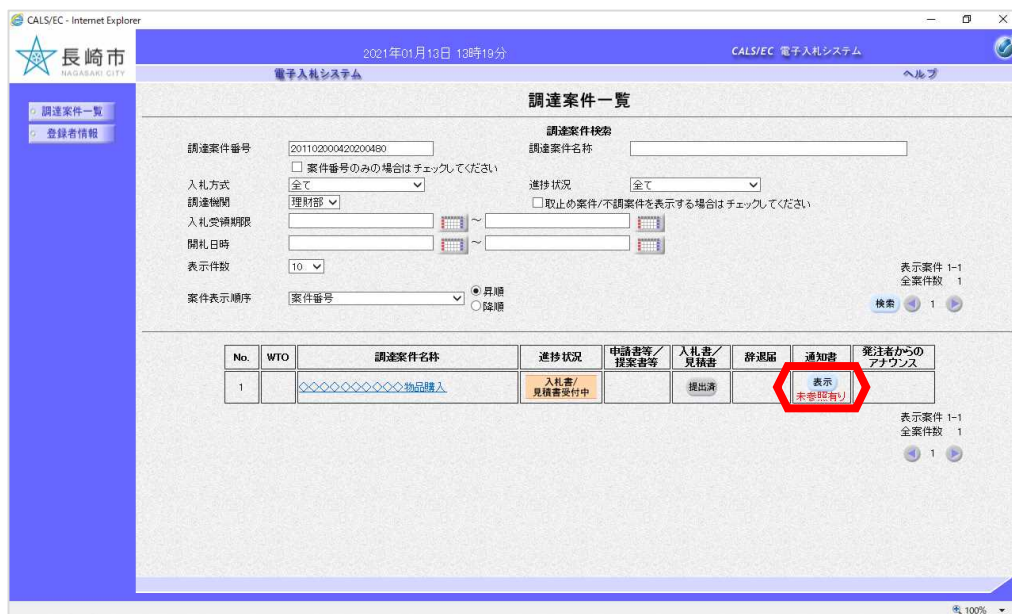 CALS/EC - Internet Explorer
長崎市
NAGASAKI CITY
2021年01月13日 13時19分
CALS/EC 電子入札システム
電子入札システム
ヘルプ
調達案件一覧
登録者情報
調達案件一覧
調達案件検索
調達案件番号 201102000420200480 調達案件名称
案件番号のみの場合はチェックしてください
入札方式 全て 進捗状況 全て
調達機関 理財部 取止め案件/不調案件を表示する場合はチェックしてください
入札受領期限 ～
開札日時 ～
表示件数 10
表示案件 1-1
全案件数 1
案件表示順序 案件番号 昇順
降順
検索 1
No. WTO 調達案件名称 進捗状況 申請書等/提案書等 入札書/見積書 辞退届 通知書 発注者からのアナウンス
1 ◇◇◇◇◇◇◇◇◇◇物品購入 入札書/見積書受付中 提出済 表示
未参照有り
表示案件 1-1
全案件数 1
1
100%